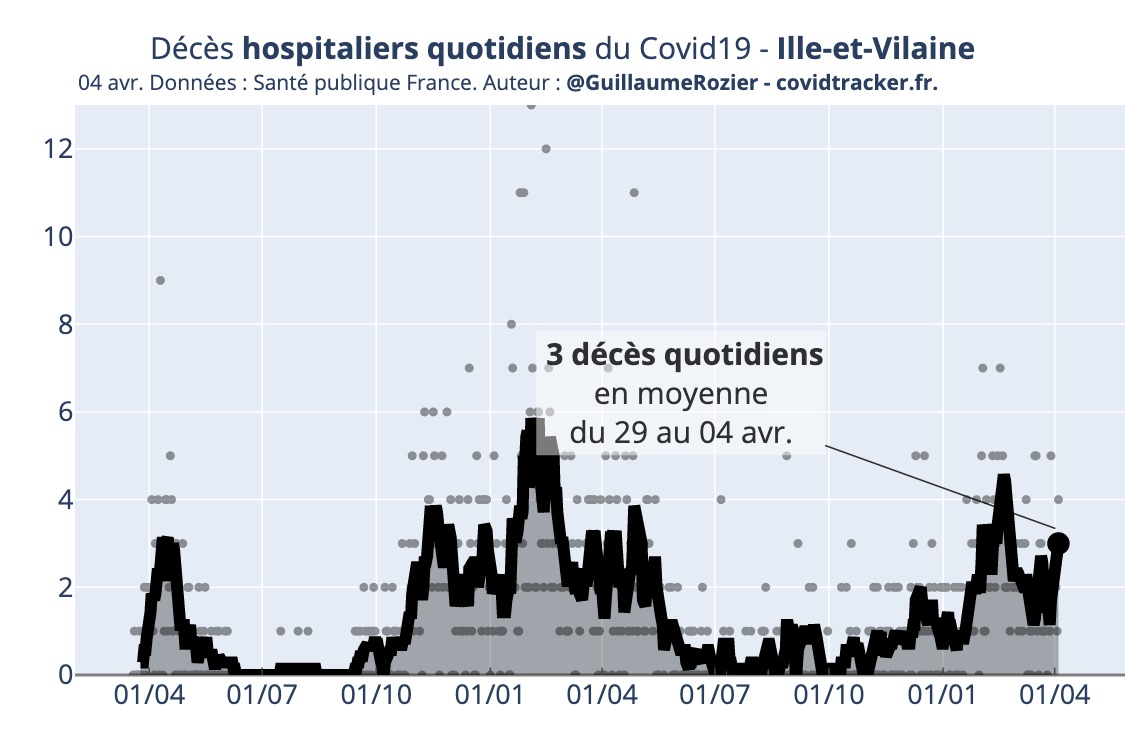 Décès hospitaliers quotidiens du Covid19 - Ille-et-Vilaine
04 avr. Données : Santé publique France. Auteur : @GuillaumeRozier - covidtracker.fr.
12
10
8
3 décès quotidiens
en moyenne
du 29 au 04 avr.
6
4
2
0
01/04 01/07 01/10 01/01 01/04 01/07 01/10 01/01 01/04